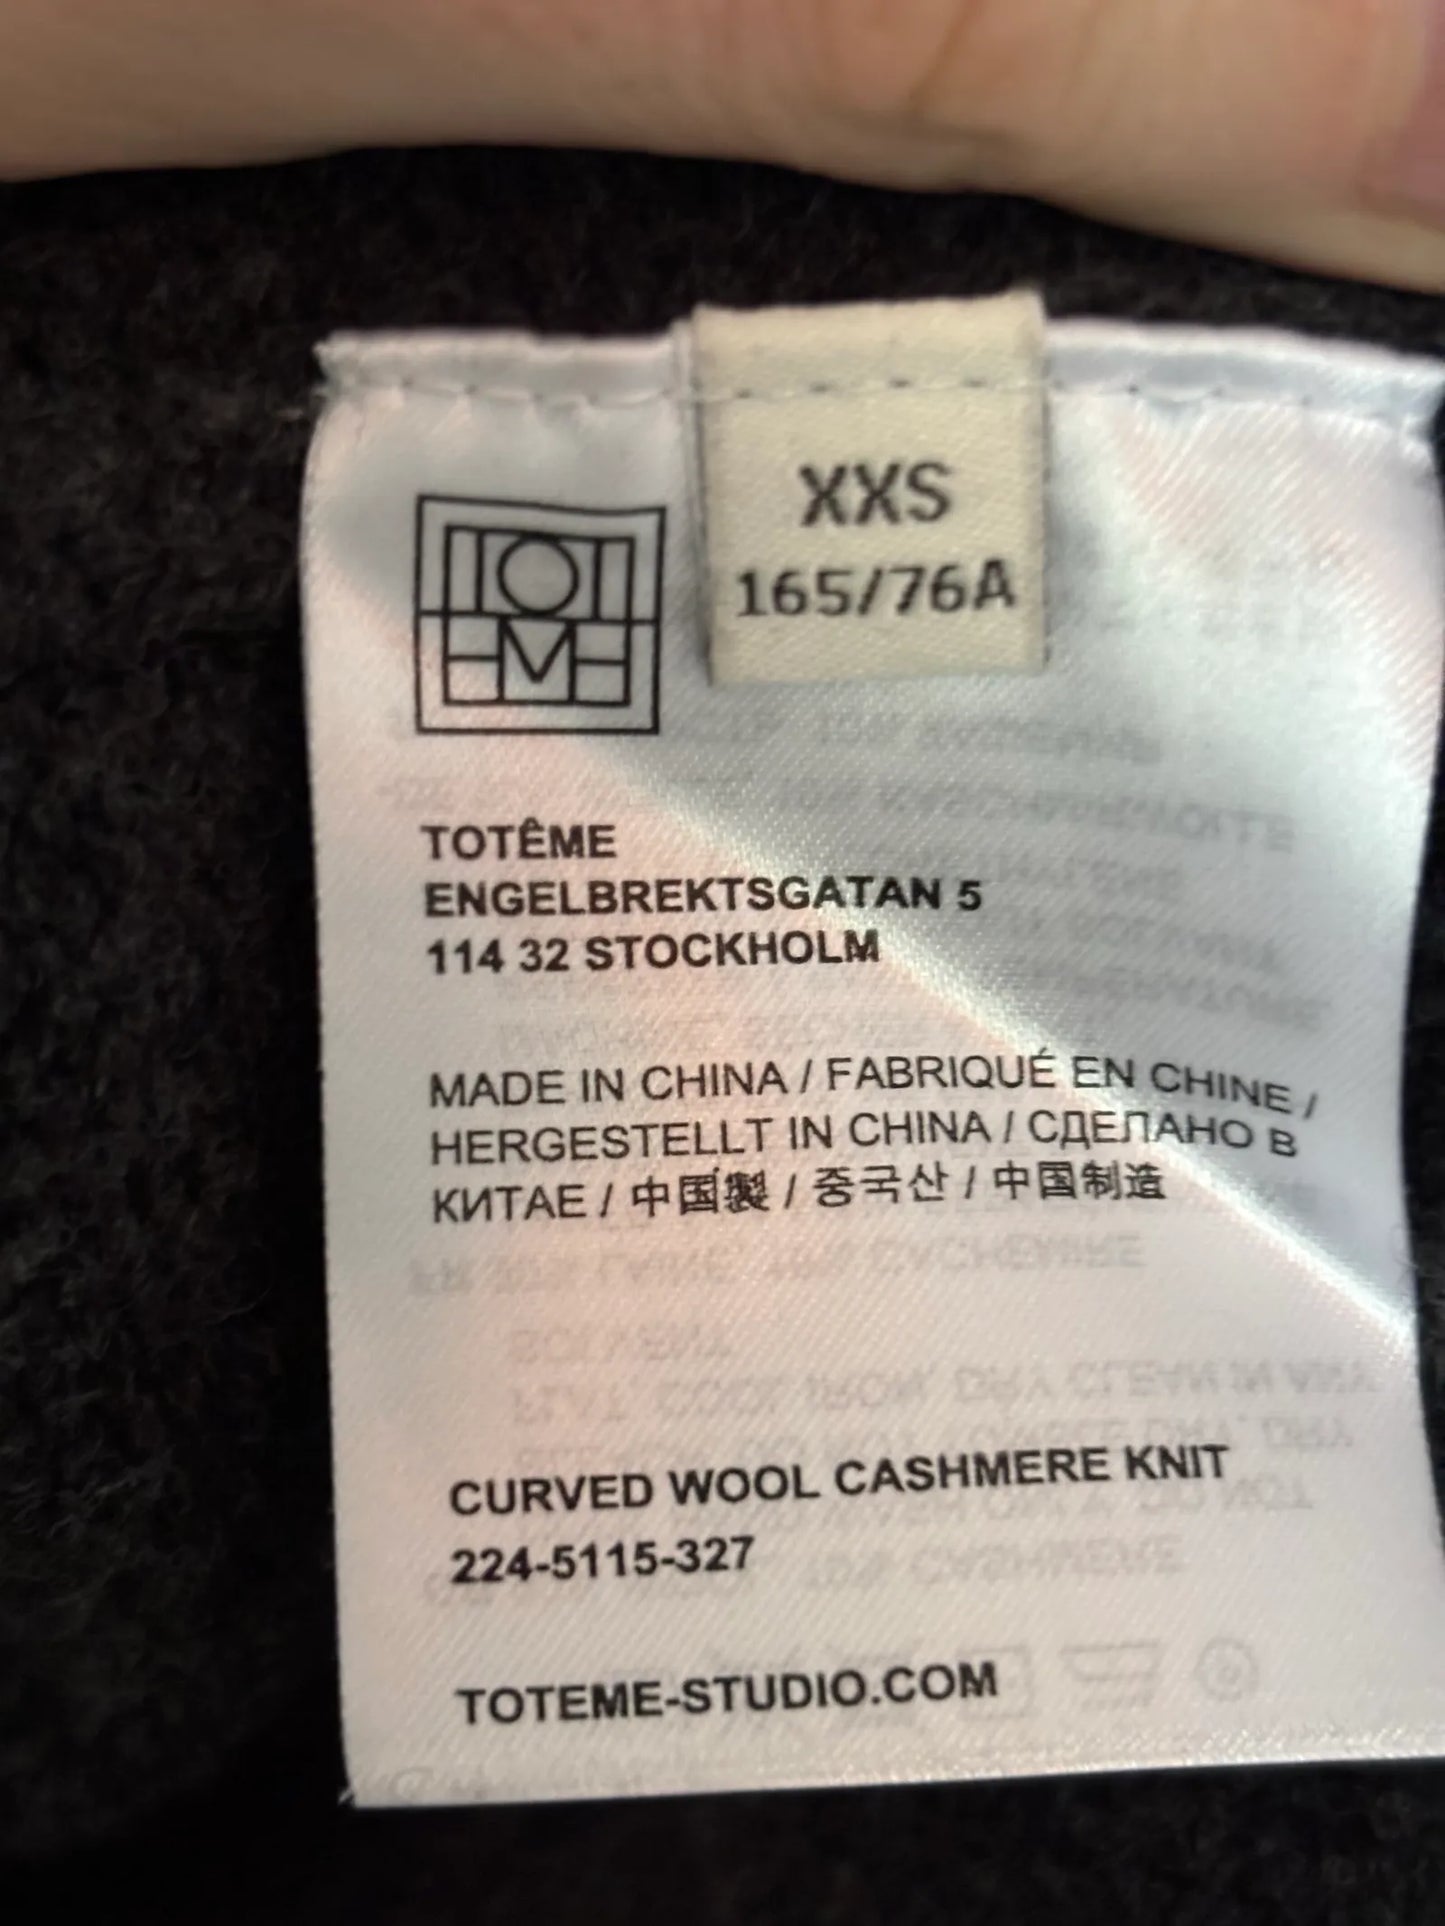 XXS
165/76A
TOTÊME
ENGELBREKTSGATAN 5
114 32 STOCKHOLM
MADE IN CHINA / FABRIQUÉ EN CHINE /
HERGESTELLT IN CHINA / СДЕЛАНО В
КИТАЕ / 中国製 / 중국산 / 中国制造
CURVED WOOL CASHMERE KNIT
224-5115-327
TOTEME-STUDIO.COM